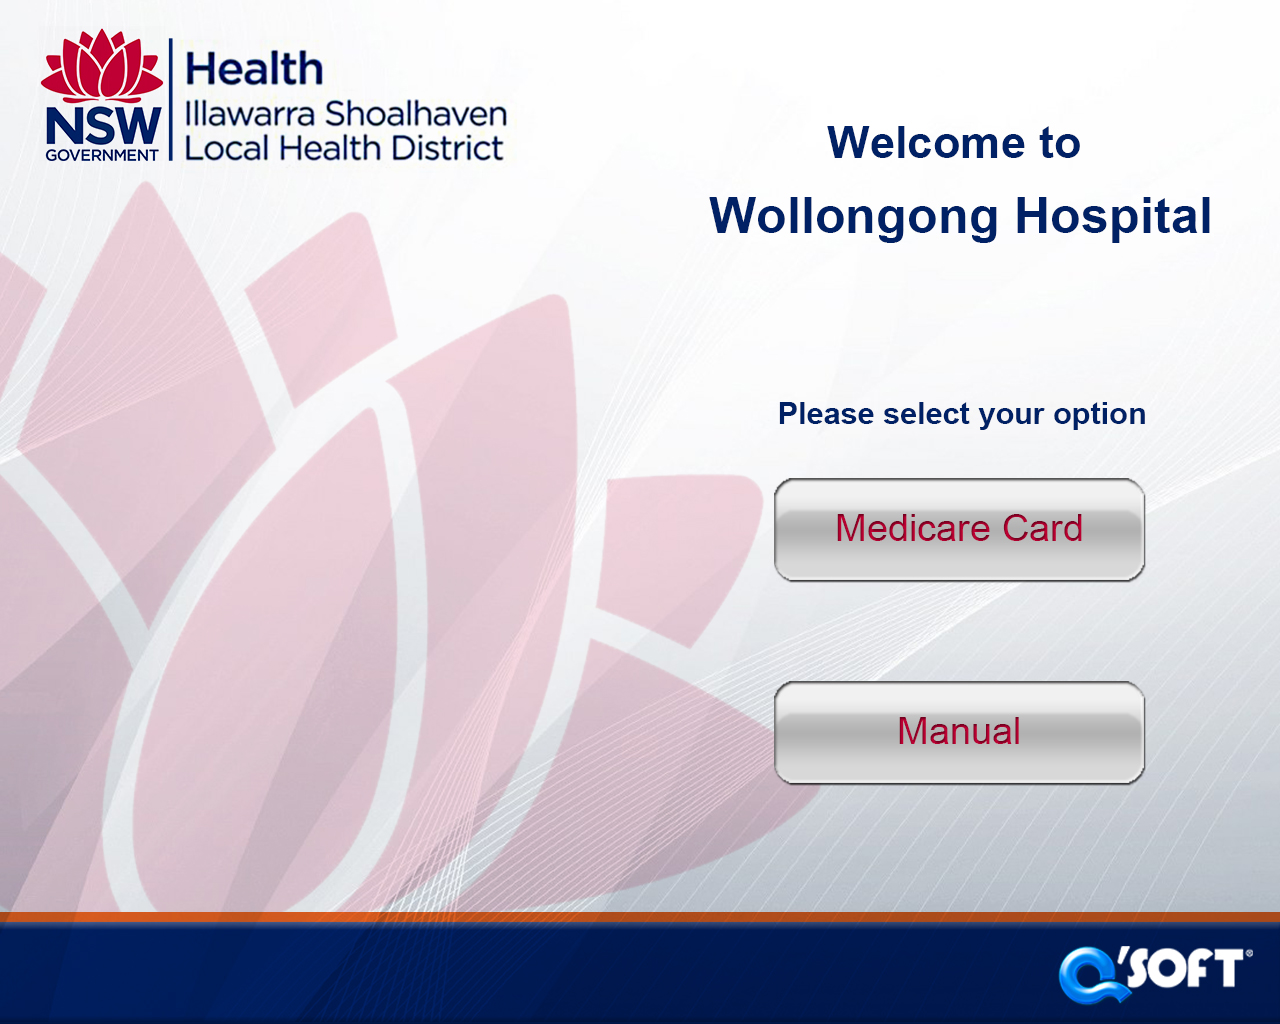 NSW
GOVERNMENT
Health
Illawarra Shoalhaven
Local Health District
Welcome to
Wollongong Hospital
Please select your option
Medicare Card
Manual
Q'SOFT®